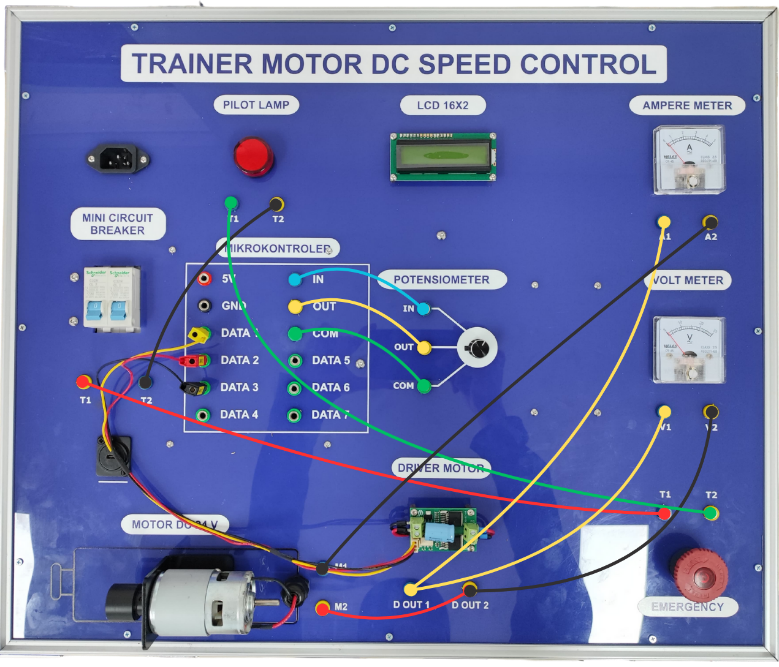 TRAINER MOTOR DC SPEED CONTROL
PILOT LAMP
LCD 16X2
AMPERE METER
A
T1
T2
A1
A2
MINI CIRCUIT
BREAKER
MIKROKONTROLER
POTENSIOMETER
VOLT METER
5V
IN
GND
OUT
DATA 1
COM
DATA 2
DATA 5
DATA 3
DATA 6
DATA 4
DATA 7
IN
OUT
COM
V
T1
T2
V1
V2
DRIVER MOTOR
T1
T2
MOTOR DC 24 V
M1
M2
D OUT 1
D OUT 2
EMERGENCY